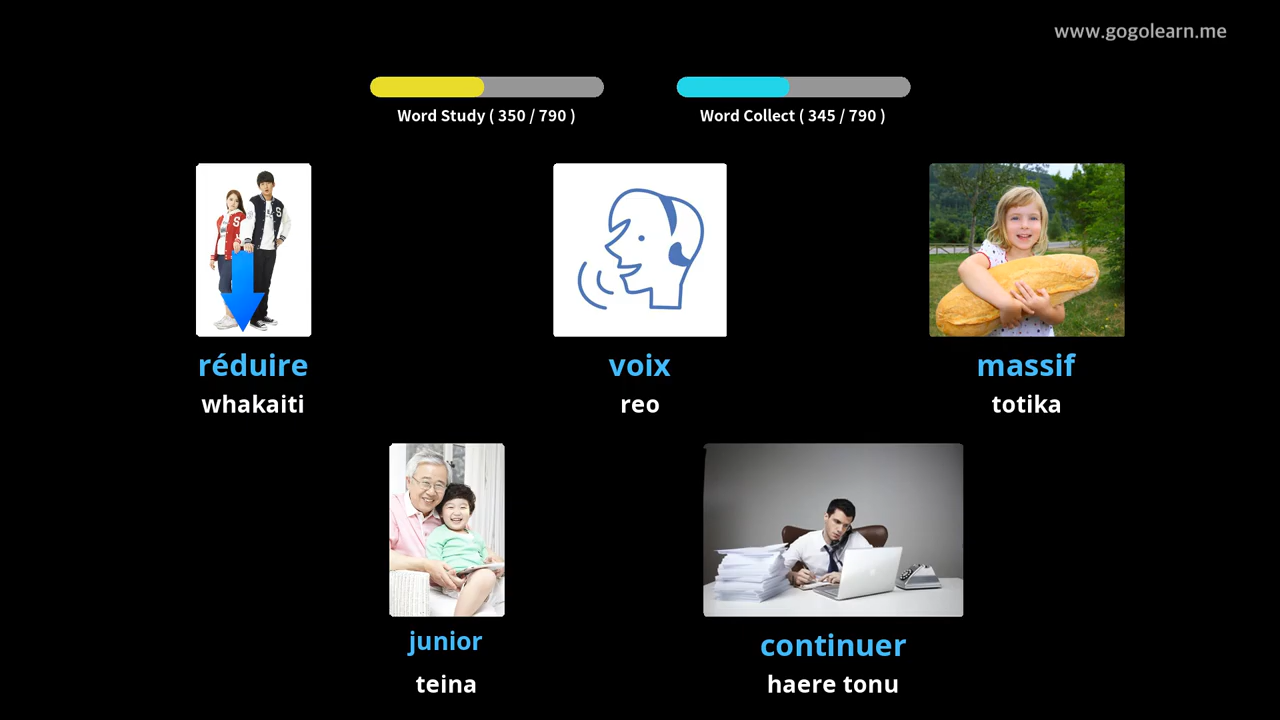 www.gogolearn.me
Word Study ( 350 / 790 )
Word Collect ( 345 / 790 )
S
S
réduire
whakaiti
voix
reo
massif
totika
junior
teina
continuer
haere tonu